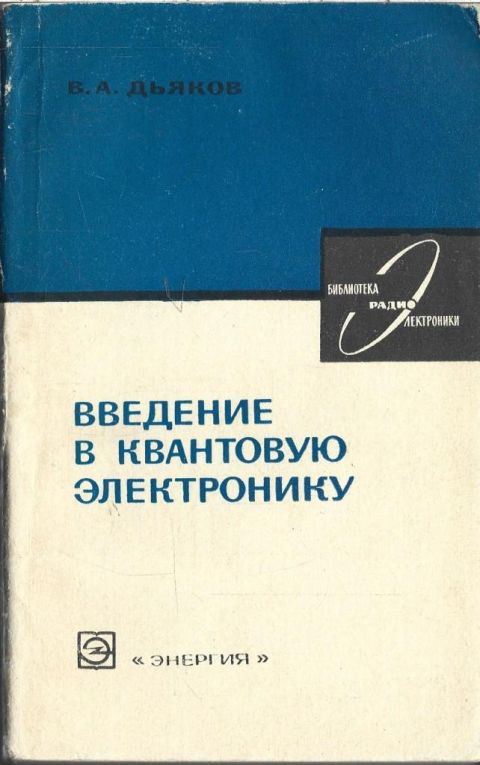 В. А. ДЬЯКОВ
БИБЛИОТЕКА
РАДИО
ЭЛЕКТРОНИКИ
ВВЕДЕНИЕ
В КВАНТОВУЮ
ЭЛЕКТРОНИКУ
« ЭНЕРГИЯ »